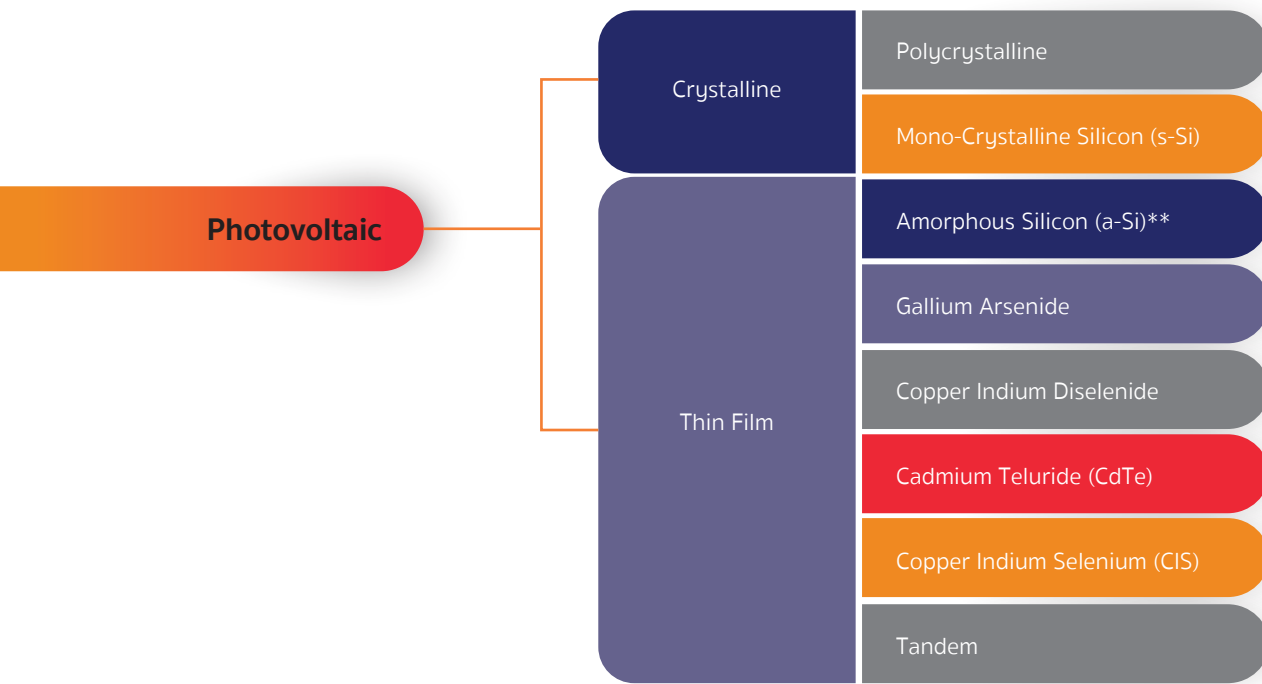 Photovoltaic
Crystalline
Polycrystalline
Mono-Crystalline Silicon (s-Si)
Thin Film
Amorphous Silicon (a-Si)**
Gallium Arsenide
Copper Indium Diselenide
Cadmium Teluride (CdTe)
Copper Indium Selenium (CIS)
Tandem